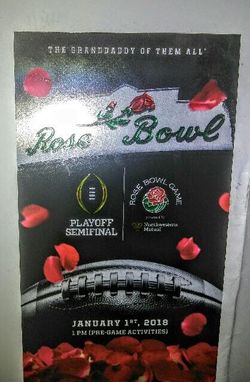 THE GRANDDADDY OF THEM ALL®
Rose Bowl
PLAYOFF
SEMIFINAL
ROSE BOWL GAME
Northwestern
Mutual
JANUARY 1ST, 2018
1 PM (PRE-GAME ACTIVITIES)